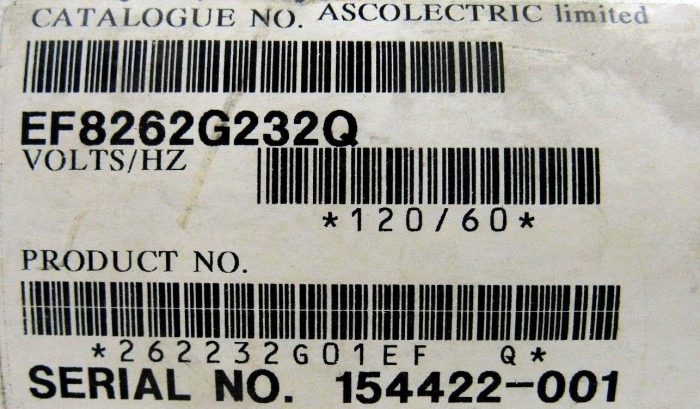 CATALOGUE NO. ASCOLECTRIC limited
EF8262G232Q
VOLTS/HZ
*120/60*
PRODUCT NO.
*262232G01EF Q*
SERIAL NO. 154422-001